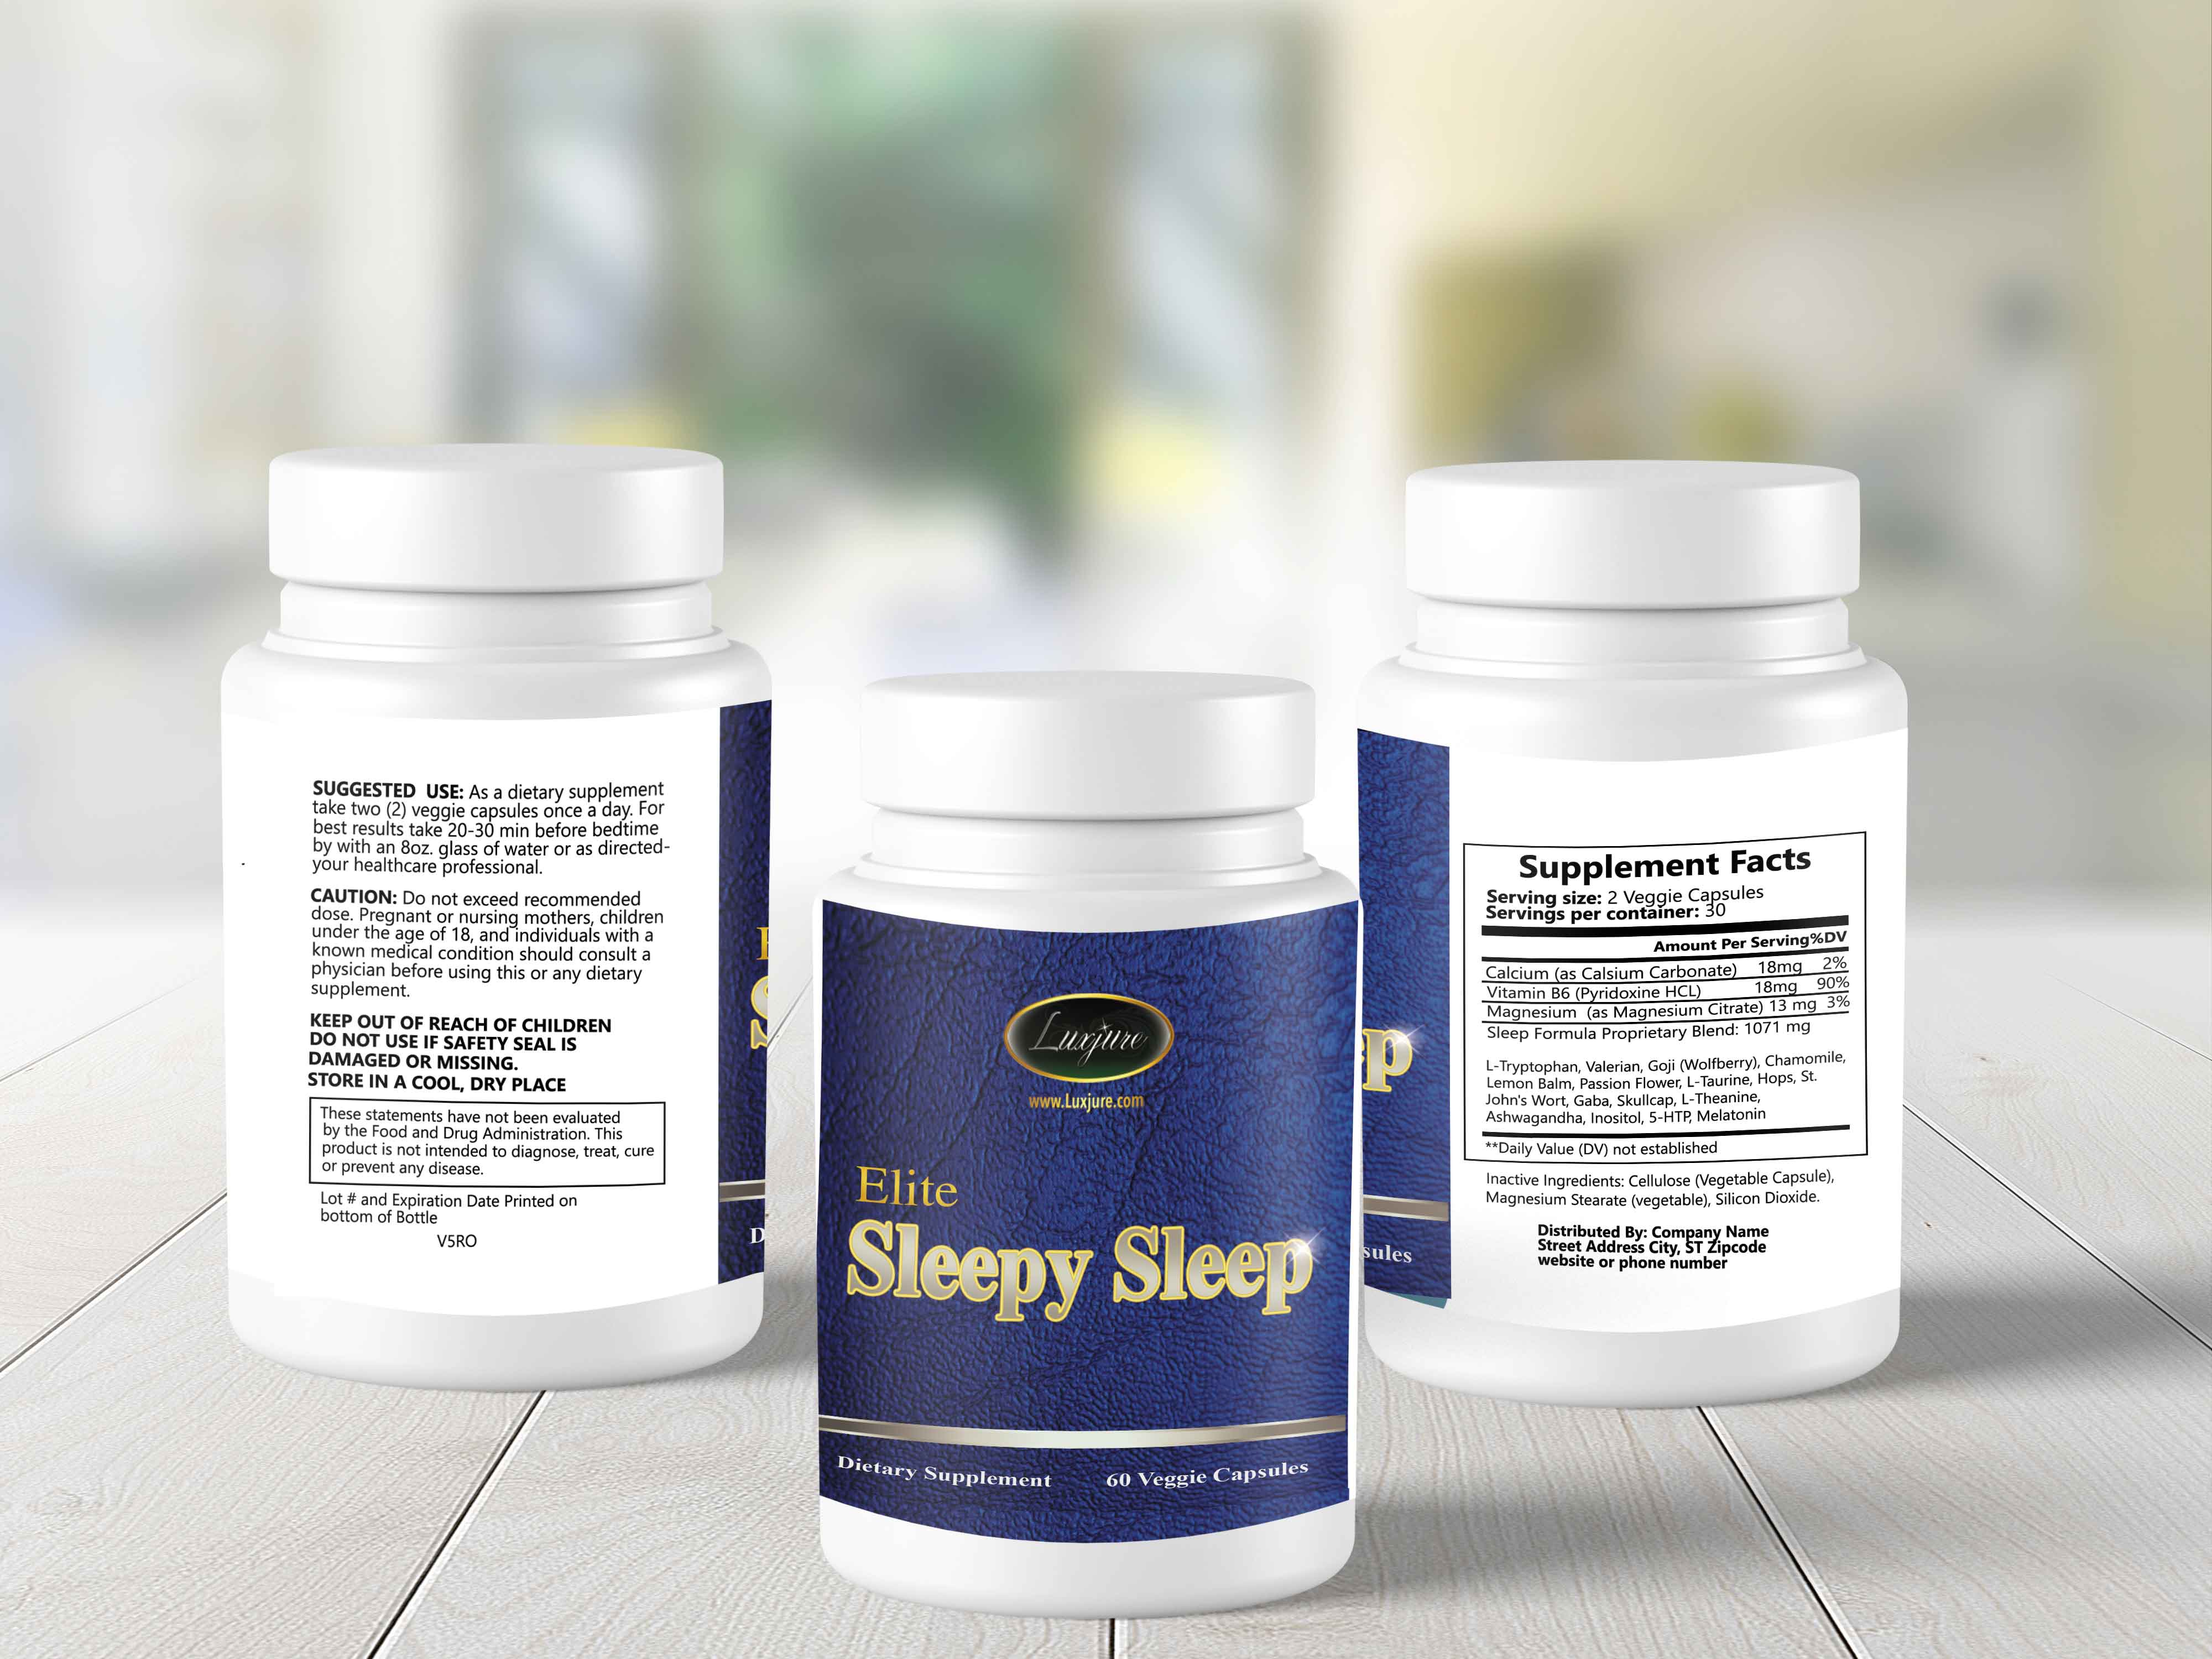 SUGGESTED USE: As a dietary supplement
take two (2) veggie capsules once a day. For
best results take 20-30 min before bedtime
by with an 8oz. glass of water or as directed-
your healthcare professional.
CAUTION: Do not exceed recommended
dose. Pregnant or nursing mothers, children
under the age of 18, and individuals with a
known medical condition should consult a
physician before using this or any dietary
supplement.
KEEP OUT OF REACH OF CHILDREN
DO NOT USE IF SAFETY SEAL IS
DAMAGED OR MISSING.
STORE IN A COOL, DRY PLACE
These statements have not been evaluated
by the Food and Drug Administration. This
product is not intended to diagnose, treat, cure
or prevent any disease.
Lot # and Expiration Date Printed on
bottom of Bottle
V5RO
D
Luxjure
www.Luxjure.com
Elite
Sleepy Sleep
Dietary Supplement 60 Veggie Capsules
ep
sules
Supplement Facts
Serving size: 2 Veggie Capsules
Servings per container: 30
Amount Per Serving%DV
Calcium (as Calsium Carbonate) 18mg 2%
Vitamin B6 (Pyridoxine HCL) 18mg 90%
Magnesium (as Magnesium Citrate) 13 mg 3%
Sleep Formula Proprietary Blend: 1071 mg
L-Tryptophan, Valerian, Goji (Wolfberry), Chamomile,
Lemon Balm, Passion Flower, L-Taurine, Hops, St.
John's Wort, Gaba, Skullcap, L-Theanine,
Ashwagandha, Inositol, 5-HTP, Melatonin
**Daily Value (DV) not established
Inactive Ingredients: Cellulose (Vegetable Capsule),
Magnesium Stearate (vegetable), Silicon Dioxide.
Distributed By: Company Name
Street Address City, ST Zipcode
website or phone number